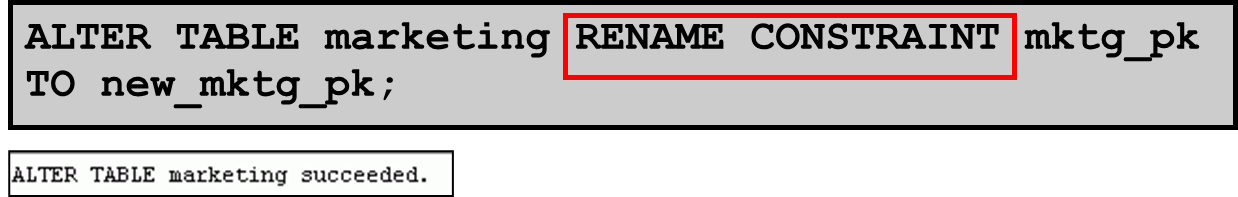 ALTER TABLE marketing RENAME CONSTRAINT mktg_pk
TO new_mktg_pk;
ALTER TABLE marketing succeeded.